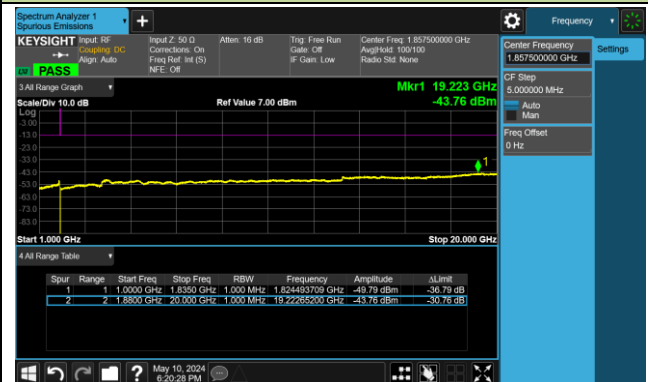 Spectrum Analyzer 1
Spurious Emissions
Frequency
KEYSIGHT Input: RF Input Z: 50 Ω Atten: 16 dB Trig: Free Run Center Freq: 1.857500000 GHz
Coupling: DC Corrections: On Gate: Off Avg|Hold: 100/100
Align: Auto Freq Ref: Int (S) IF Gain: Low Radio Std: None
PASS NFE: Off
Center Frequency
1.857500000 GHz
Settings
CF Step
5.000000 MHz
Auto
Man
Freq Offset
0 Hz
3 All Range Graph Mkr1 19.223 GHz
Scale/Div 10.0 dB Ref Value 7.00 dBm -43.76 dBm
Log
-3.00
-13.0
-23.0
-33.0
-43.0
-53.0
-63.0
-73.0
-83.0
1
Start 1.000 GHz Stop 20.000 GHz
4 All Range Table
Spur Range Start Freq Stop Freq RBW Frequency Amplitude ΔLimit
1 1 1.0000 GHz 1.8350 GHz 1.000 MHz 1.824493709 GHz -49.79 dBm -36.79 dB
2 2 1.8800 GHz 20.000 GHz 1.000 MHz 19.22265200 GHz -43.76 dBm -30.76 dB
May 10, 2024
6:20:28 PM